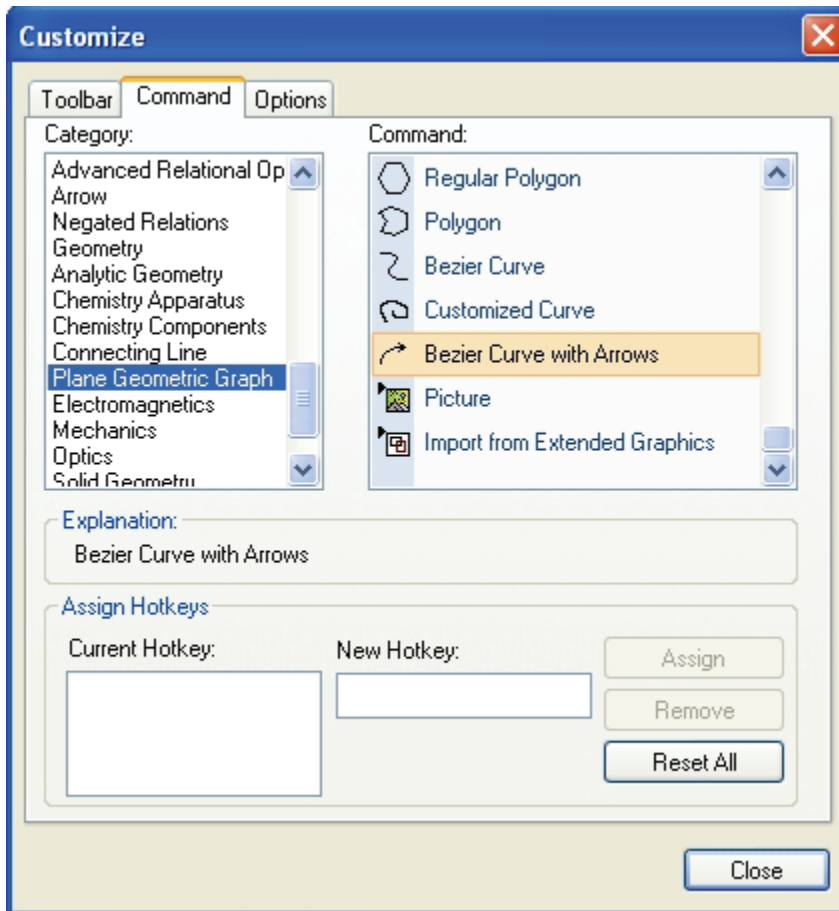 Customize
Toolbar Command Options
Category:
Advanced Relational Op
Arrow
Negated Relations
Geometry
Analytic Geometry
Chemistry Apparatus
Chemistry Components
Connecting Line
Plane Geometric Graph
Electromagnetics
Mechanics
Optics
Solid Geometry
Command:
Regular Polygon
Polygon
Bezier Curve
Customized Curve
Bezier Curve with Arrows
Picture
Import from Extended Graphics
Explanation:
Bezier Curve with Arrows
Assign Hotkeys
Current Hotkey:
New Hotkey:
Assign
Remove
Reset All
Close